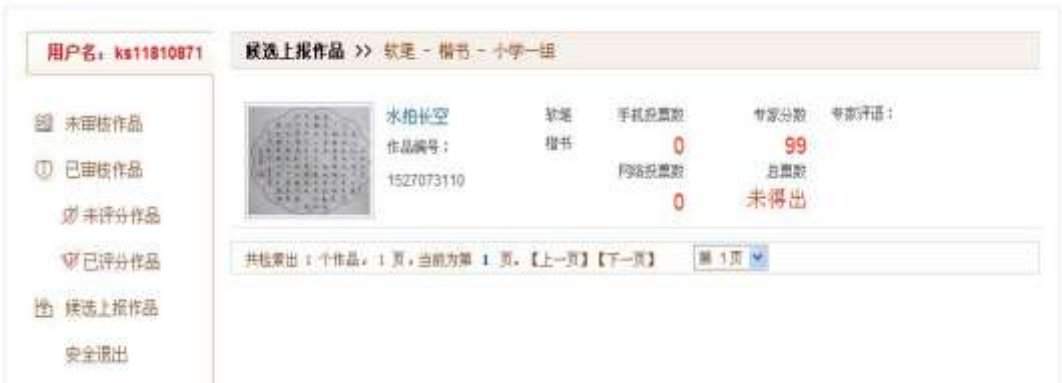 用户名：ks11810871
未审核作品
已审核作品
未评分作品
已评分作品
候选上报作品
安全退出
候选上报作品 >> 软笔 - 楷书 - 小学一组
水拍长空
作品编号：
1527073110
软笔
楷书
手机投票数
0
网络投票数
0
专家分数
99
总票数
未得出
专家评语：
共检索出 1 个作品，1 页，当前为第 1 页。【上一页】【下一页】 第 1页